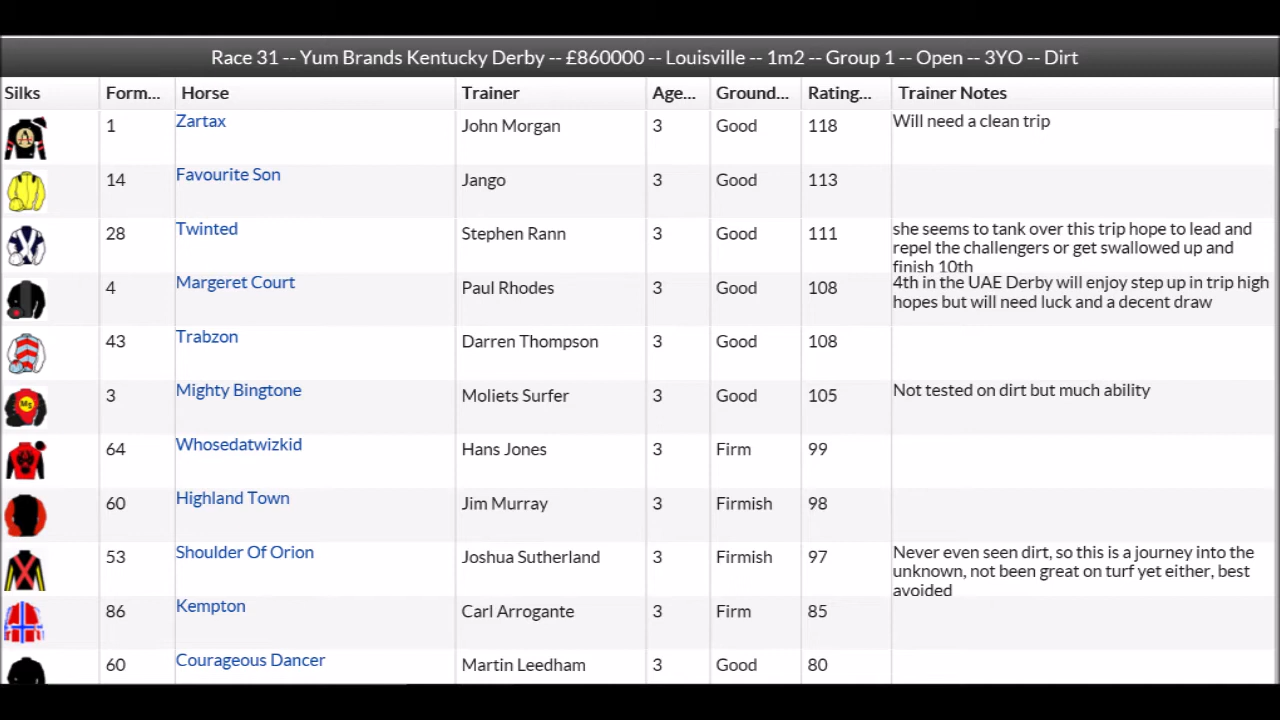 Race 31 -- Yum Brands Kentucky Derby -- £860000 -- Louisville -- 1m2 -- Group 1 -- Open -- 3YO -- Dirt
Silks Form... Horse Trainer Age... Ground... Rating... Trainer Notes
1 Zartax John Morgan 3 Good 118 Will need a clean trip
14 Favourite Son Jango 3 Good 113
28 Twinted Stephen Rann 3 Good 111 she seems to tank over this trip hope to lead and
repel the challengers or get swallowed up and
finish 10th
4 Margeret Court Paul Rhodes 3 Good 108 4th in the UAE Derby will enjoy step up in trip high
hopes but will need luck and a decent draw
43 Trabzon Darren Thompson 3 Good 108
MS 3 Mighty Bingtone Moliets Surfer 3 Good 105 Not tested on dirt but much ability
64 Whosedatwizkid Hans Jones 3 Firm 99
60 Highland Town Jim Murray 3 Firmish 98
53 Shoulder Of Orion Joshua Sutherland 3 Firmish 97 Never even seen dirt, so this is a journey into the
unknown, not been great on turf yet either, best
avoided
86 Kempton Carl Arrogante 3 Firm 85
60 Courageous Dancer Martin Leedham 3 Good 80